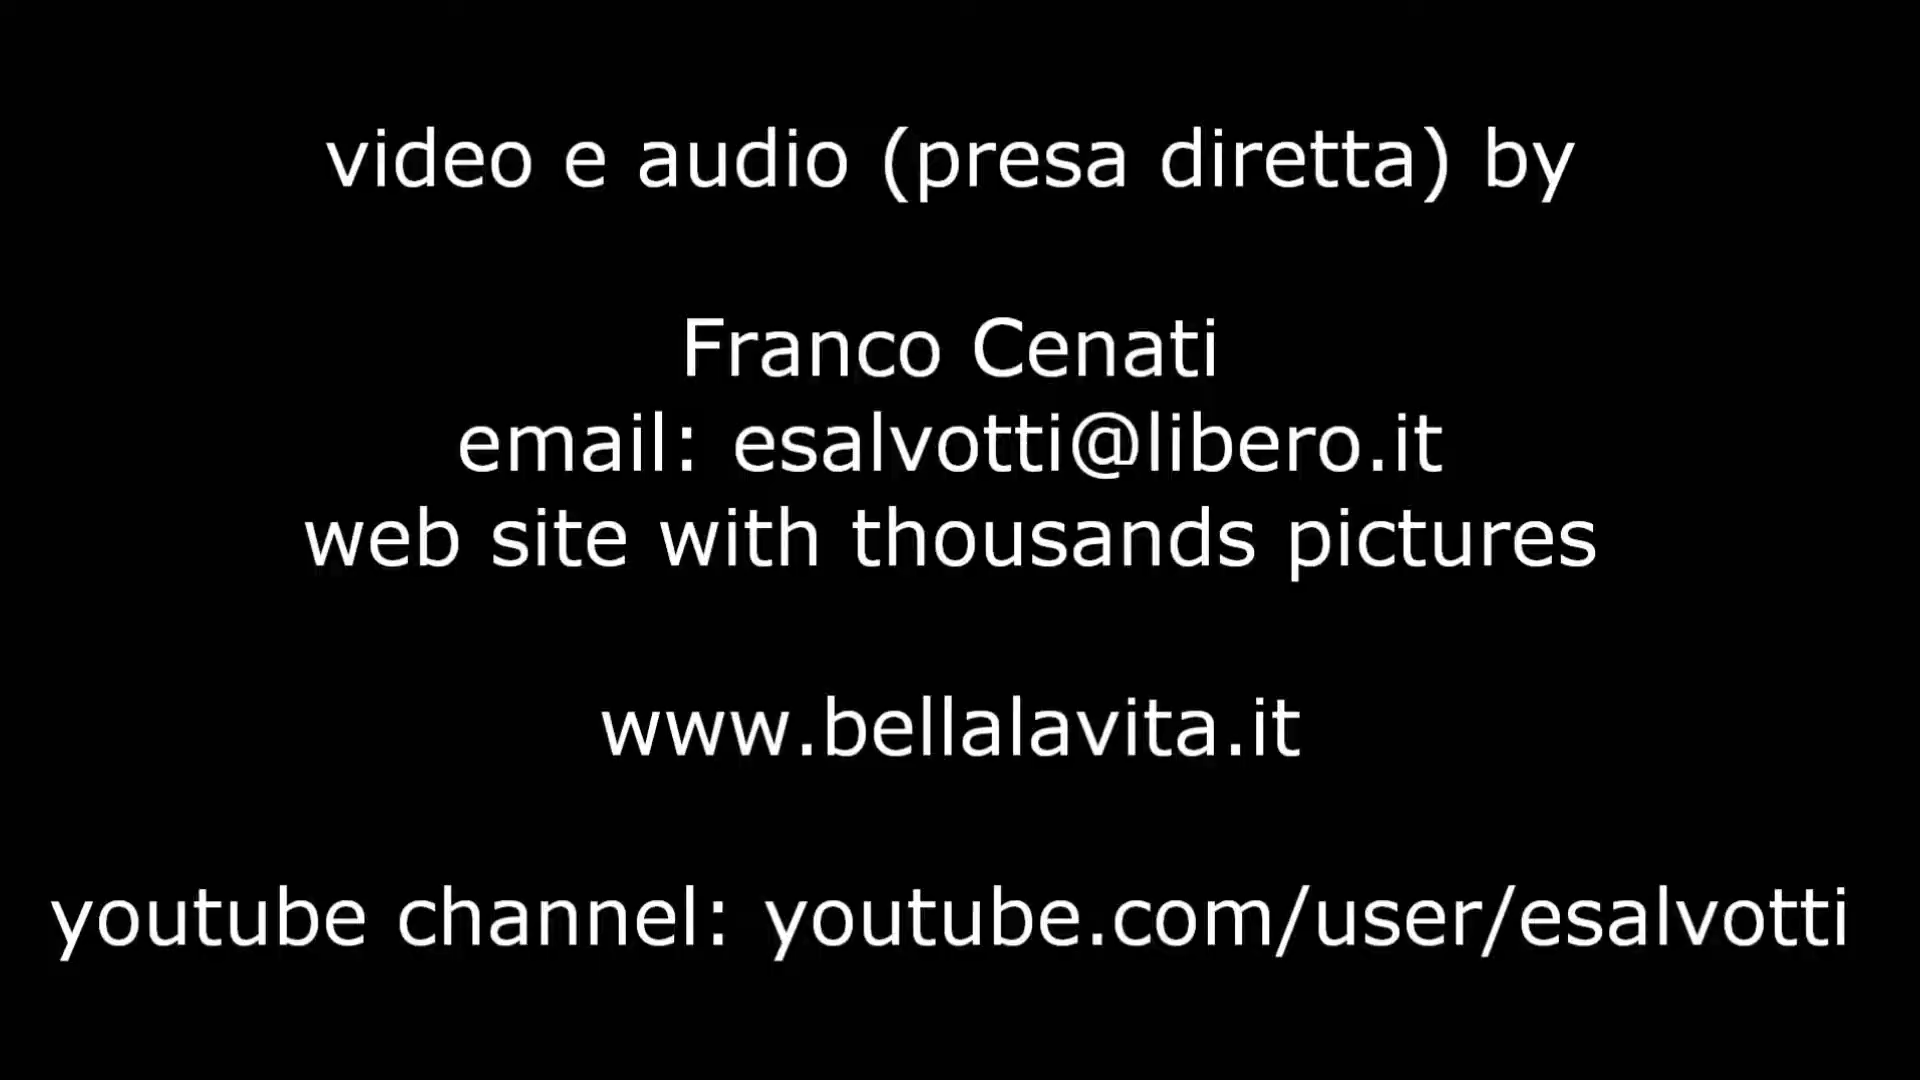 video e audio (presa diretta) by
Franco Cenati
email: esalvotti@libero.it
web site with thousands pictures
www.bellalavita.it
youtube channel: youtube.com/user/esalvotti